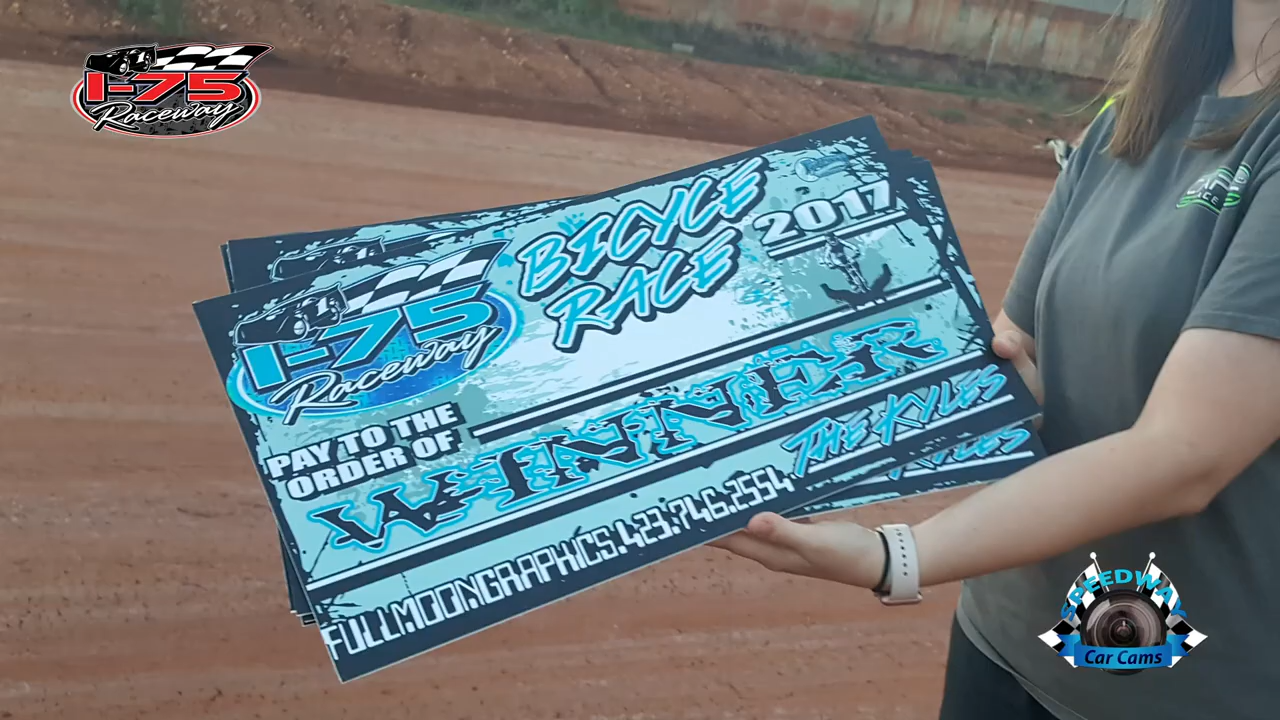 I-75
Raceway
BICYCLE
RACE
2017
I-75
Raceway
PAY TO THE
ORDER OF
WINNER
THE KYLES
KYLES
FULLMOONGRAPHICS.423.746.2554
SPEEDWAY
Car Cams